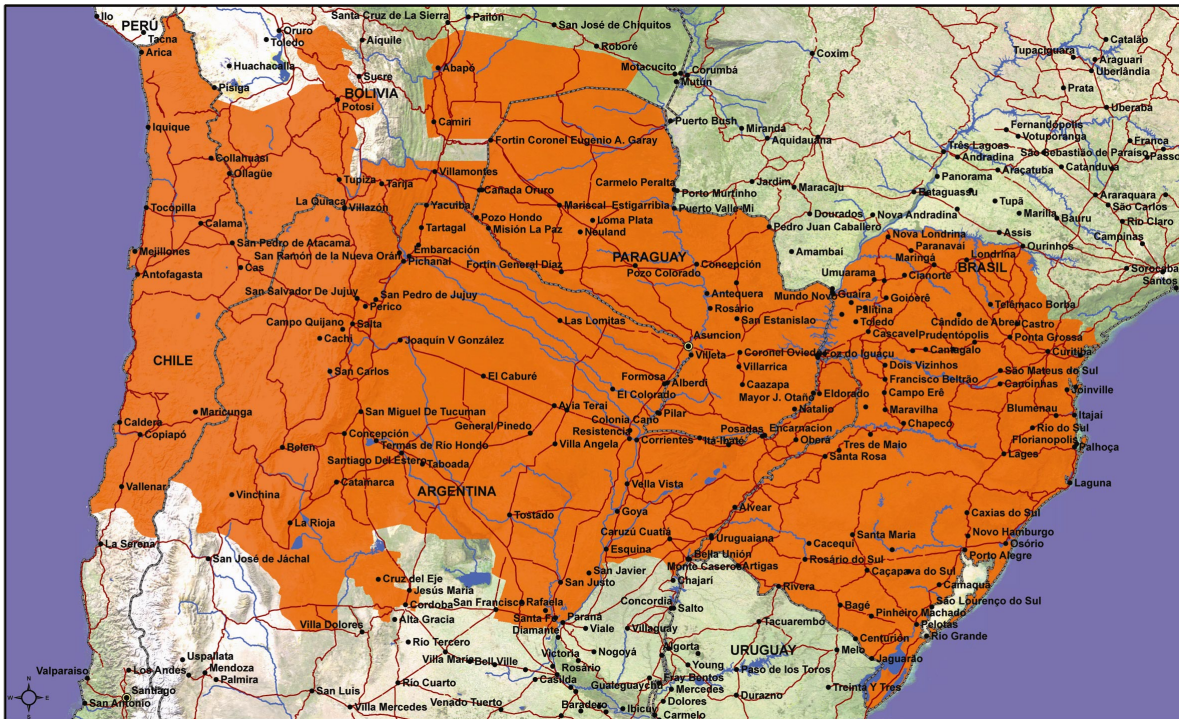 Ilo
PERÚ
Tacna
Arica
Oruro
Toledo
Huachacalla
Pisiga
Santa Cruz de La Sierra
Pailón
San José de Chiquitos
Aiquile
Roboré
Abapó
Sucre
BOLIVIA
Potosi
Motacucito
Corumbá
Mutún
Coxim
Catalão
Tupaciguara
Araguari
Uberlândia
Prata
Uberaba
Iquique
Camiri
Puerto Bush
Miranda
Aquidauana
Fernandópolis
Votuporanga
Franca
São Sebastião de Paraiso
Passo
Três Lagoas
Andradina
Catanduva
Collahuasi
Ollagüe
Fortin Coronel Eugenio A. Garay
Tupiza
Tarija
Villamontes
Cañada Oruro
Carmelo Peralta
Porto Murtinho
Jardim
Maracaju
Panorama
Araçatuba
Bataguassu
Araraquara
São Carlos
Tocopilla
La Quiaca
Villazón
Yacuiba
Mariscal Estigarribia
Puerto Valle-Mi
Tupã
Marilia
Bauru
Rio Claro
Calama
Tartagal
Pozo Hondo
Misión La Paz
Loma Plata
Neuland
Dourados
Nova Andradina
Pedro Juan Caballero
Assis
Campinas
Mejillones
San Pedro de Atacama
Embarcación
San Ramón de la Nueva Orán
Pichanal
PARAGUAY
Amambai
Nova Londrina
Ourinhos
Paranavai
Londrina
Maringá
BRASIL
Antofagasta
Cas
Fortin General Diaz
Pozo Colorado
Concepción
Umuarama
Cianorte
Sorocaba
Santos
San Salvador De Jujuy
San Pedro de Jujuy
Perico
Antequera
Rosário
Mundo Novo
Guaira
Goioerê
Palitina
Telêmaco Borba
Campo Quijano
Salta
Las Lomitas
San Estanislao
Toledo
Cândido de Abreu
Castro
Cachi
Joaquin V González
Asuncion
Cascavel
Prudentópolis
Ponta Grossa
CHILE
Villeta
Coronel Oviedo
Foz do Iguaçu
Cantagalo
Curitiba
San Carlos
El Caburé
Formosa
Alberdi
Villarrica
Dois Vizinhos
São Mateus do Sul
Caazapa
Francisco Beltrão
Canoinhas
Joinville
El Colorado
Mayor J. Otaño
Eldorado
Campo Erê
Maricunga
San Miguel De Tucuman
Avia Terai
Pilar
Natalio
Maravilha
Blumenau
Itajai
Caldera
Colonia Cano
Chapecó
Rio do Sul
Copiapó
Concepción
General Pinedo
Resistencia
Posadas
Encarnacion
Florianopolis
Belen
Termas de Río Hondo
Villa Angela
Corrientes
Ita-Ibaté
Oberá
Tres de Maio
Palhoça
Santiago Del Estero
Taboada
Santa Rosa
Lages
Vallenar
Vinchina
Catamarca
ARGENTINA
Vella Vista
Laguna
Tostado
Goya
Alvear
Caxias do Sul
La Rioja
Caruzú Cuatiá
Uruguaiana
Santa Maria
Novo Hamburgo
La Serena
Esquina
Cacequi
Osório
San José de Jáchal
Bella Unión
Rosário do Sul
Porto Alegre
San Javier
Monte Caseros
Artigas
Caçapava do Sul
Cruz del Eje
San Justo
Chajarí
Rivera
Camaquã
Jesús María
Cordoba
San Francisco
Rafaela
Concordia
Salto
Bagé
São Lourenço do Sul
Alta Gracia
Santa Fe
Paraná
Pinheiro Machado
Pelotas
Villa Dolores
Diamante
Viale
Villaguay
Tacuarembó
Centurión
Rio Grande
Rio Tercero
URUGUAY
Melo
Uspallata
Villa María
Bell Ville
Victoria
Nogoyá
Algorta
Jaguarão
Valparaiso
Los Andes
Mendoza
Rosário
Young
Paso de los Toros
Palmira
Rio Cuarto
Casilda
Gualeguaychú
Fray Bentos
Treinta Y Tres
Santiago
San Luis
Mercedes
Durazno
San Antonio
Villa Mercedes
Venado Tuerto
Baradero
Ibicuy
Dolores
Carmelo
N
W
E
S